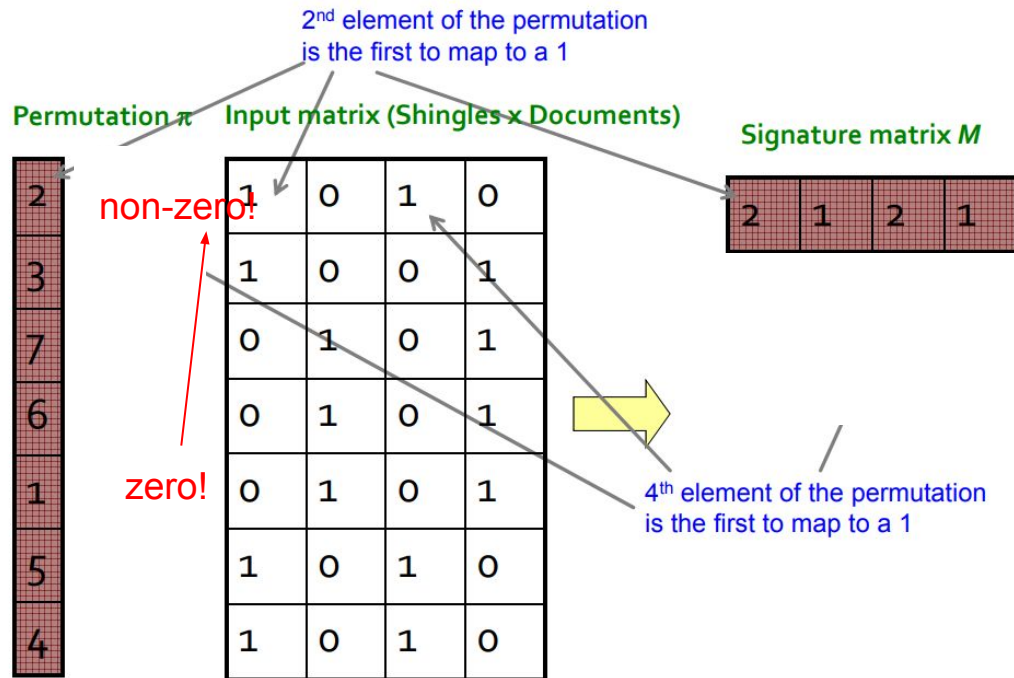 2nd element of the permutation
is the first to map to a 1
Permutation π
Input matrix (Shingles x Documents)
Signature matrix M
2
3
7
6
1
5
4
non-zero!
zero!
1 0 1 0
1 0 0 1
0 1 0 1
0 1 0 1
0 1 0 1
1 0 1 0
1 0 1 0
2 1 2 1
4th element of the permutation
is the first to map to a 1